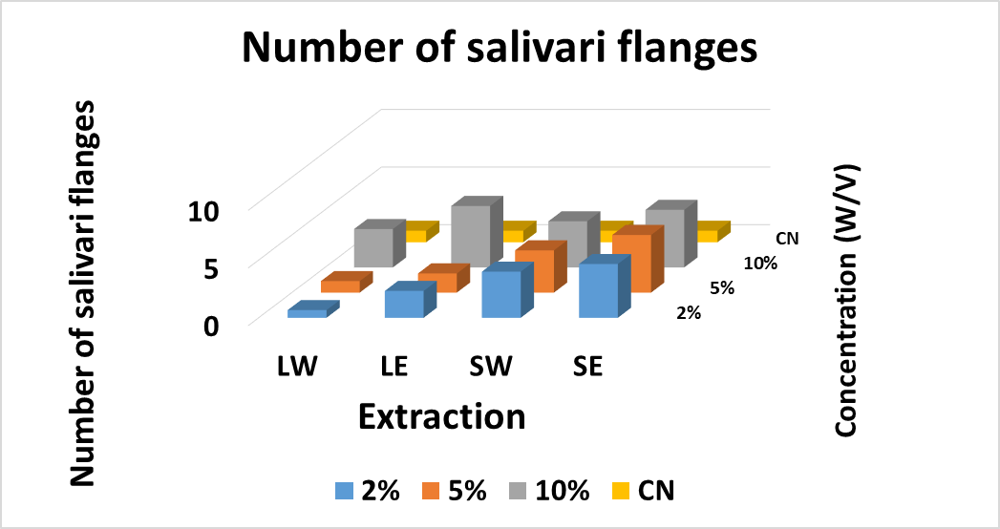 Number of salivari flanges
Number of salivari flanges
10
5
0
LW LE SW SE
Extraction
2%
5%
10%
CN
Concentration (W/V)
2% 5% 10% CN